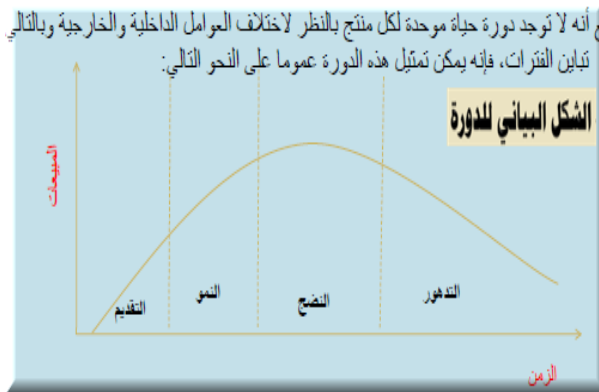 أنه لا توجد دورة حياة موحدة لكل منتج بالنظر لاختلاف العوامل الداخلية والخارجية وبالتالي
تباين الفترات، فإنه يمكن تمثيل هذه الدورة عموما على النحو التالي:
الشكل البياني للدورة
المبيعات
التقديم
النمو
النضج
التدهور
الزمن